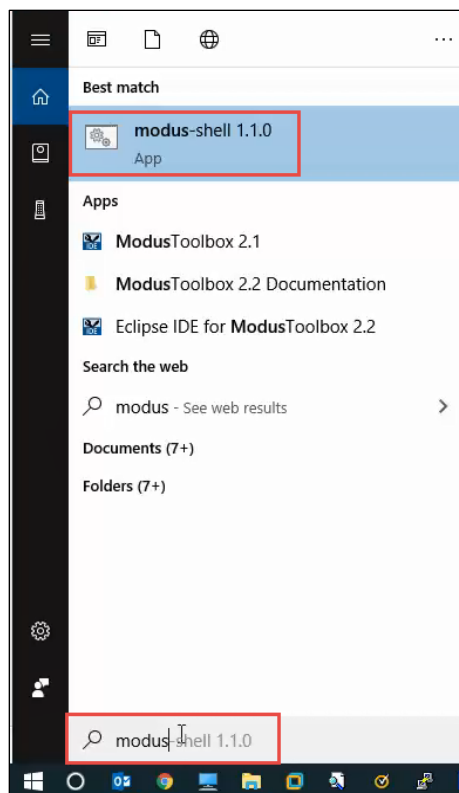 Best match
modus-shell 1.1.0
App
Apps
ModusToolbox 2.1
ModusToolbox 2.2 Documentation
Eclipse IDE for ModusToolbox 2.2
Search the web
modus - See web results
Documents (7+)
Folders (7+)
modus-shell 1.1.0